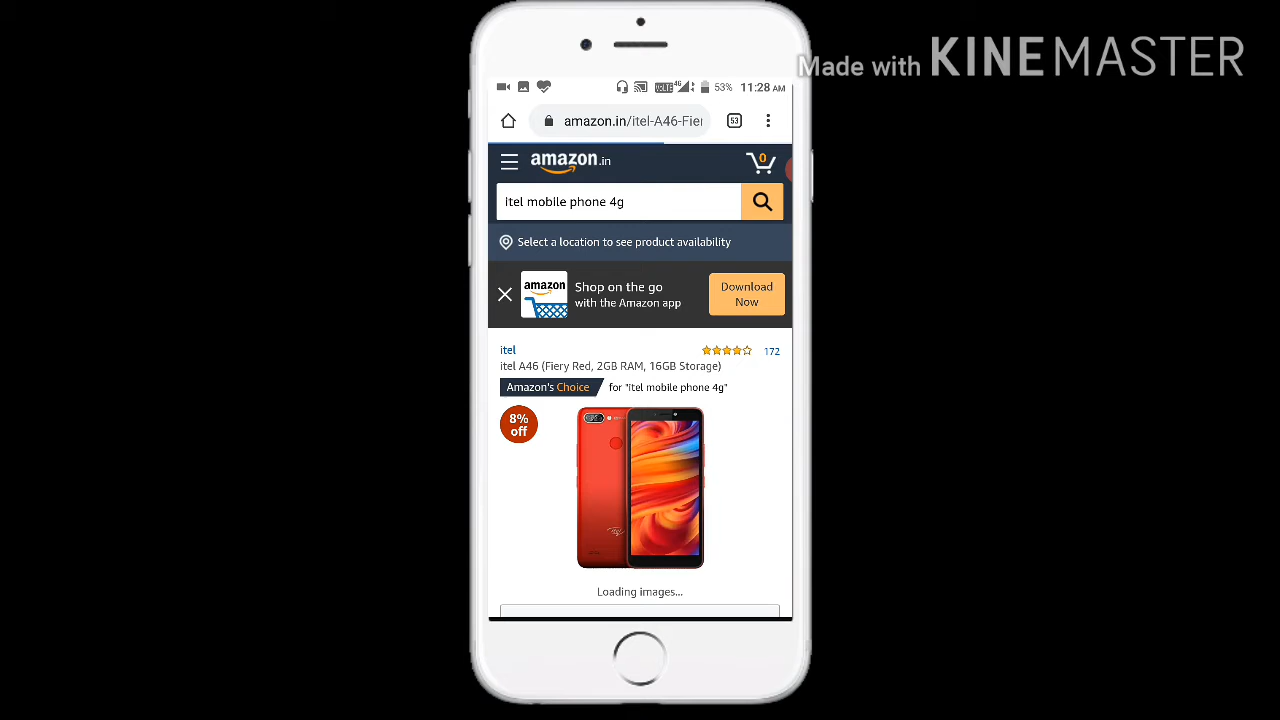 Made with KINEMASTER
VoLTE 4G 53% 11:28 AM
amazon.in/itel-A46-Fier
53
amazon.in
0
itel mobile phone 4g
Select a location to see product availability
amazon
Shop on the go
with the Amazon app
Download
Now
itel
172
itel A46 (Fiery Red, 2GB RAM, 16GB Storage)
Amazon's Choice for "itel mobile phone 4g"
8%
off
itel
Loading images...